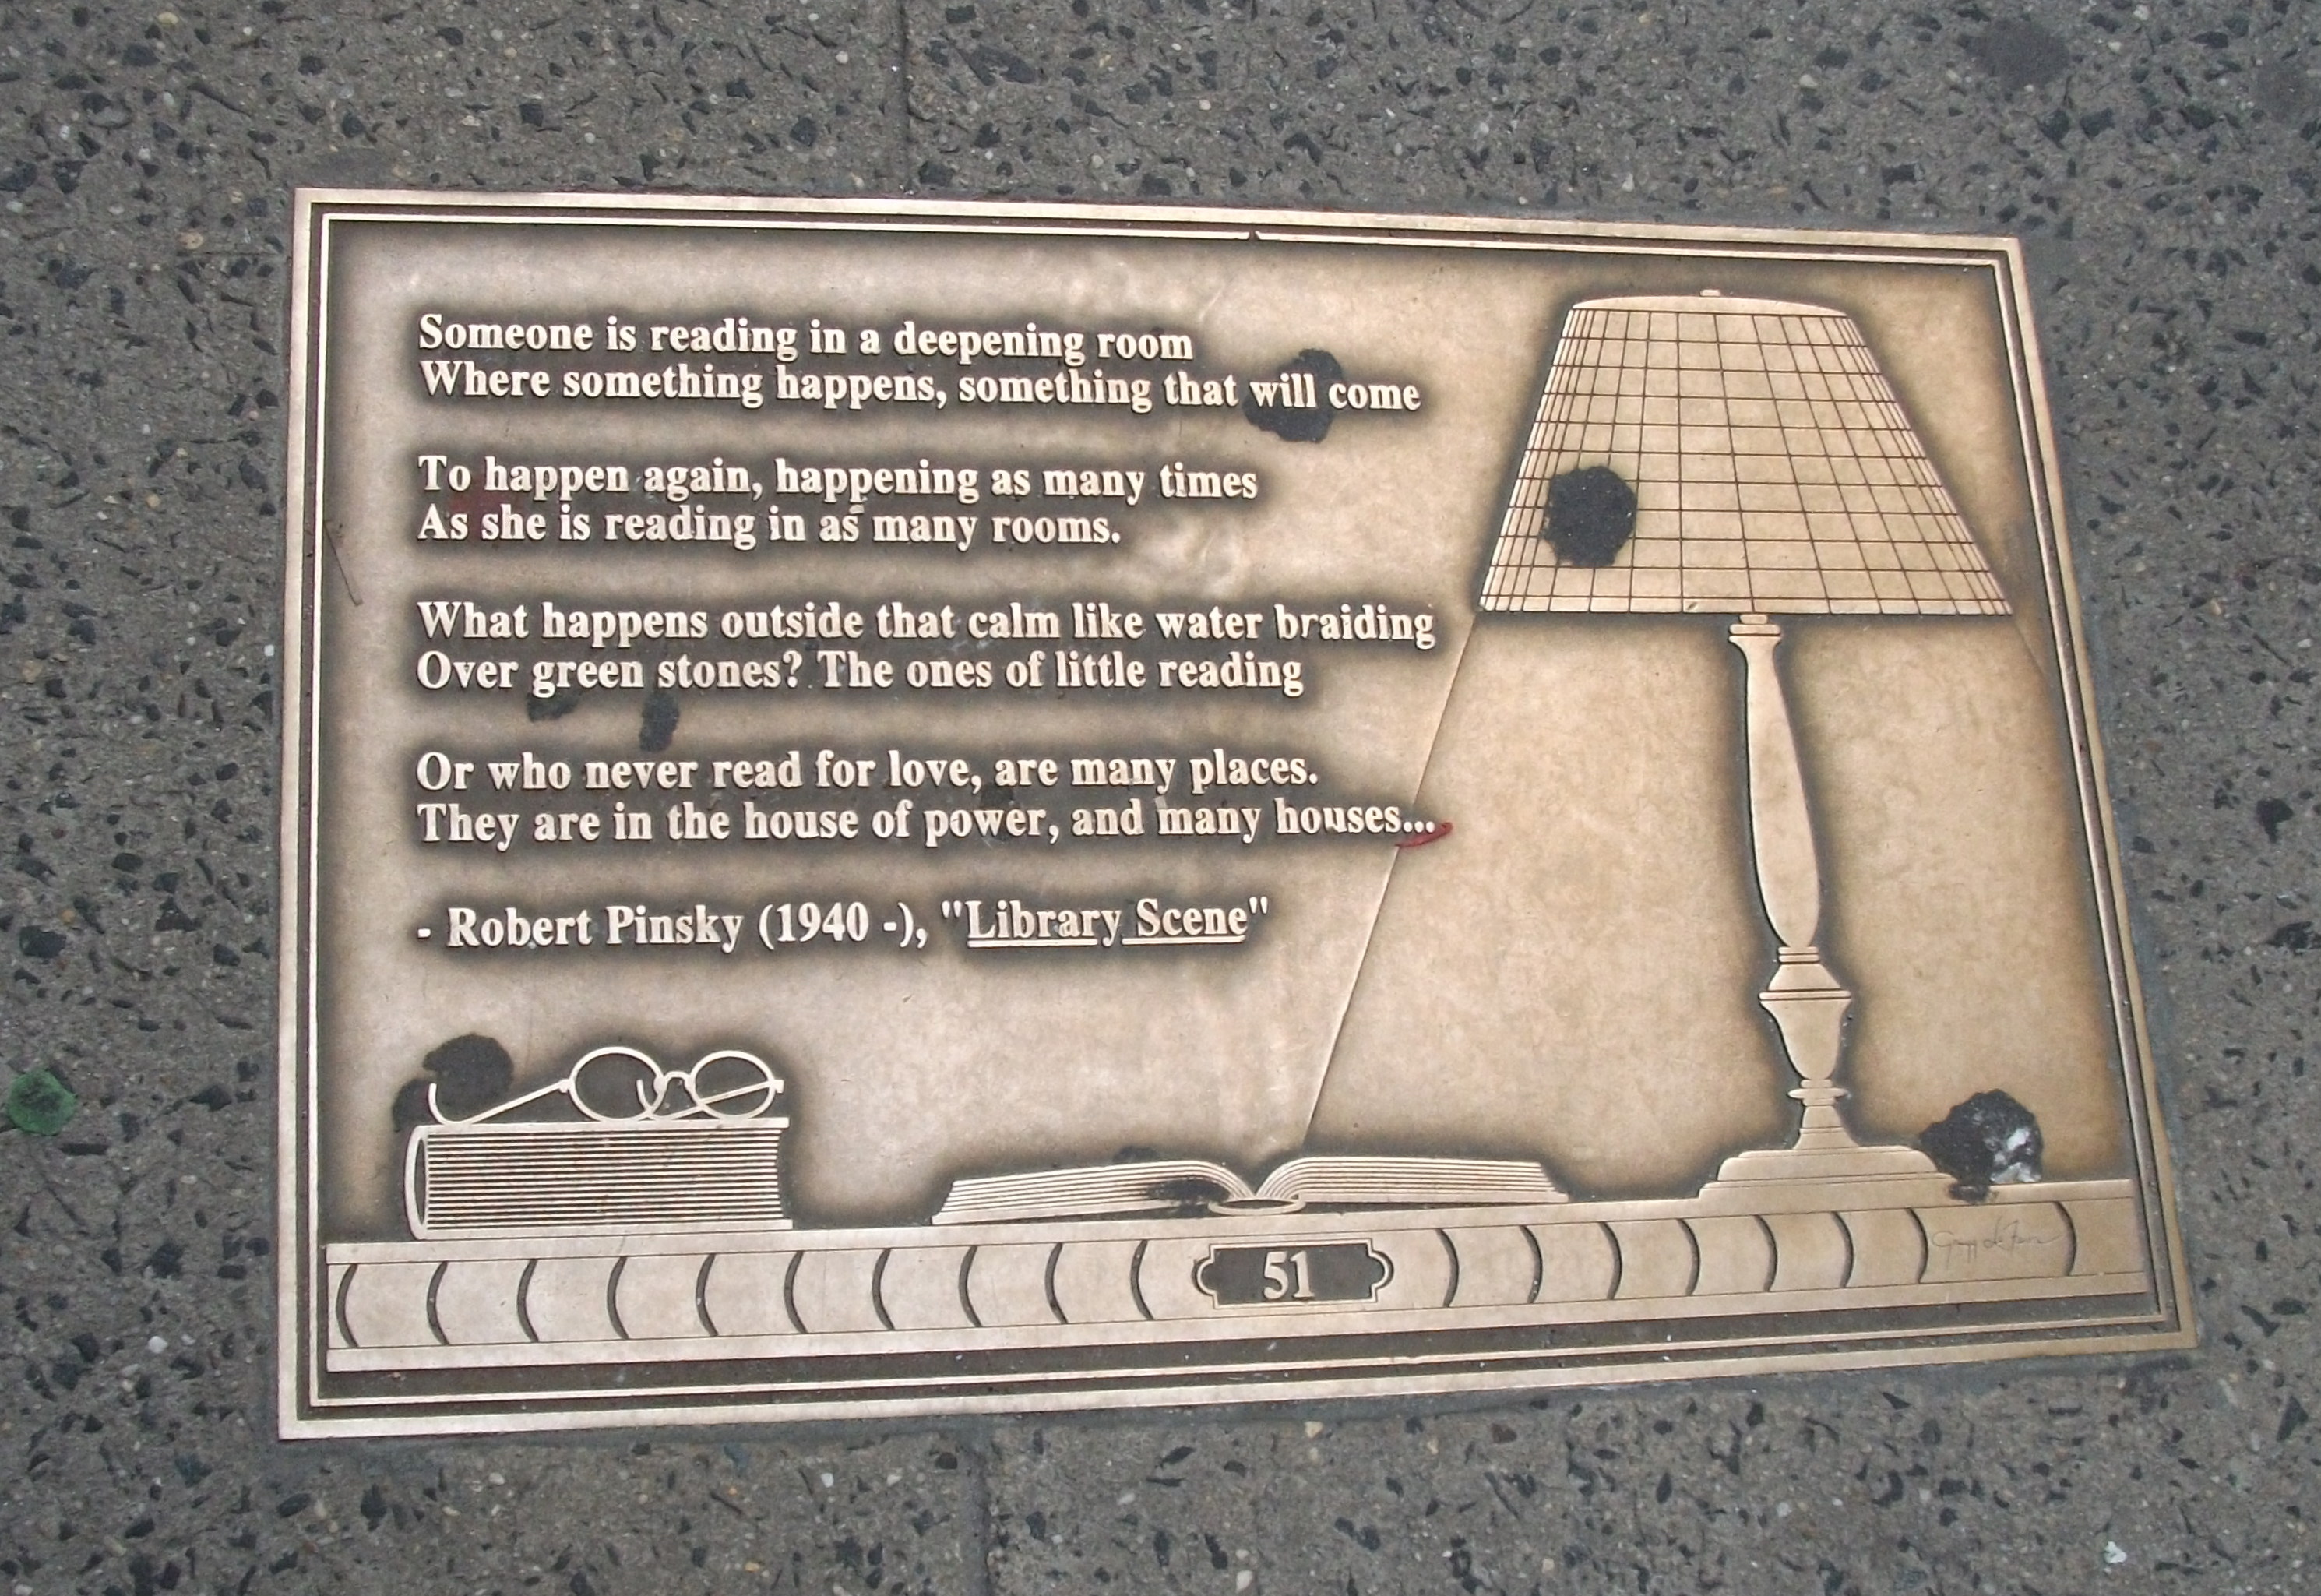 Someone is reading in a deepening room
Where something happens, something that will come
To happen again, happening as many times
As she is reading in as many rooms.
What happens outside that calm like water braiding
Over green stones? The ones of little reading
Or who never read for love, are many places.
They are in the house of power, and many houses...
- Robert Pinsky (1940 -), "Library Scene"
51